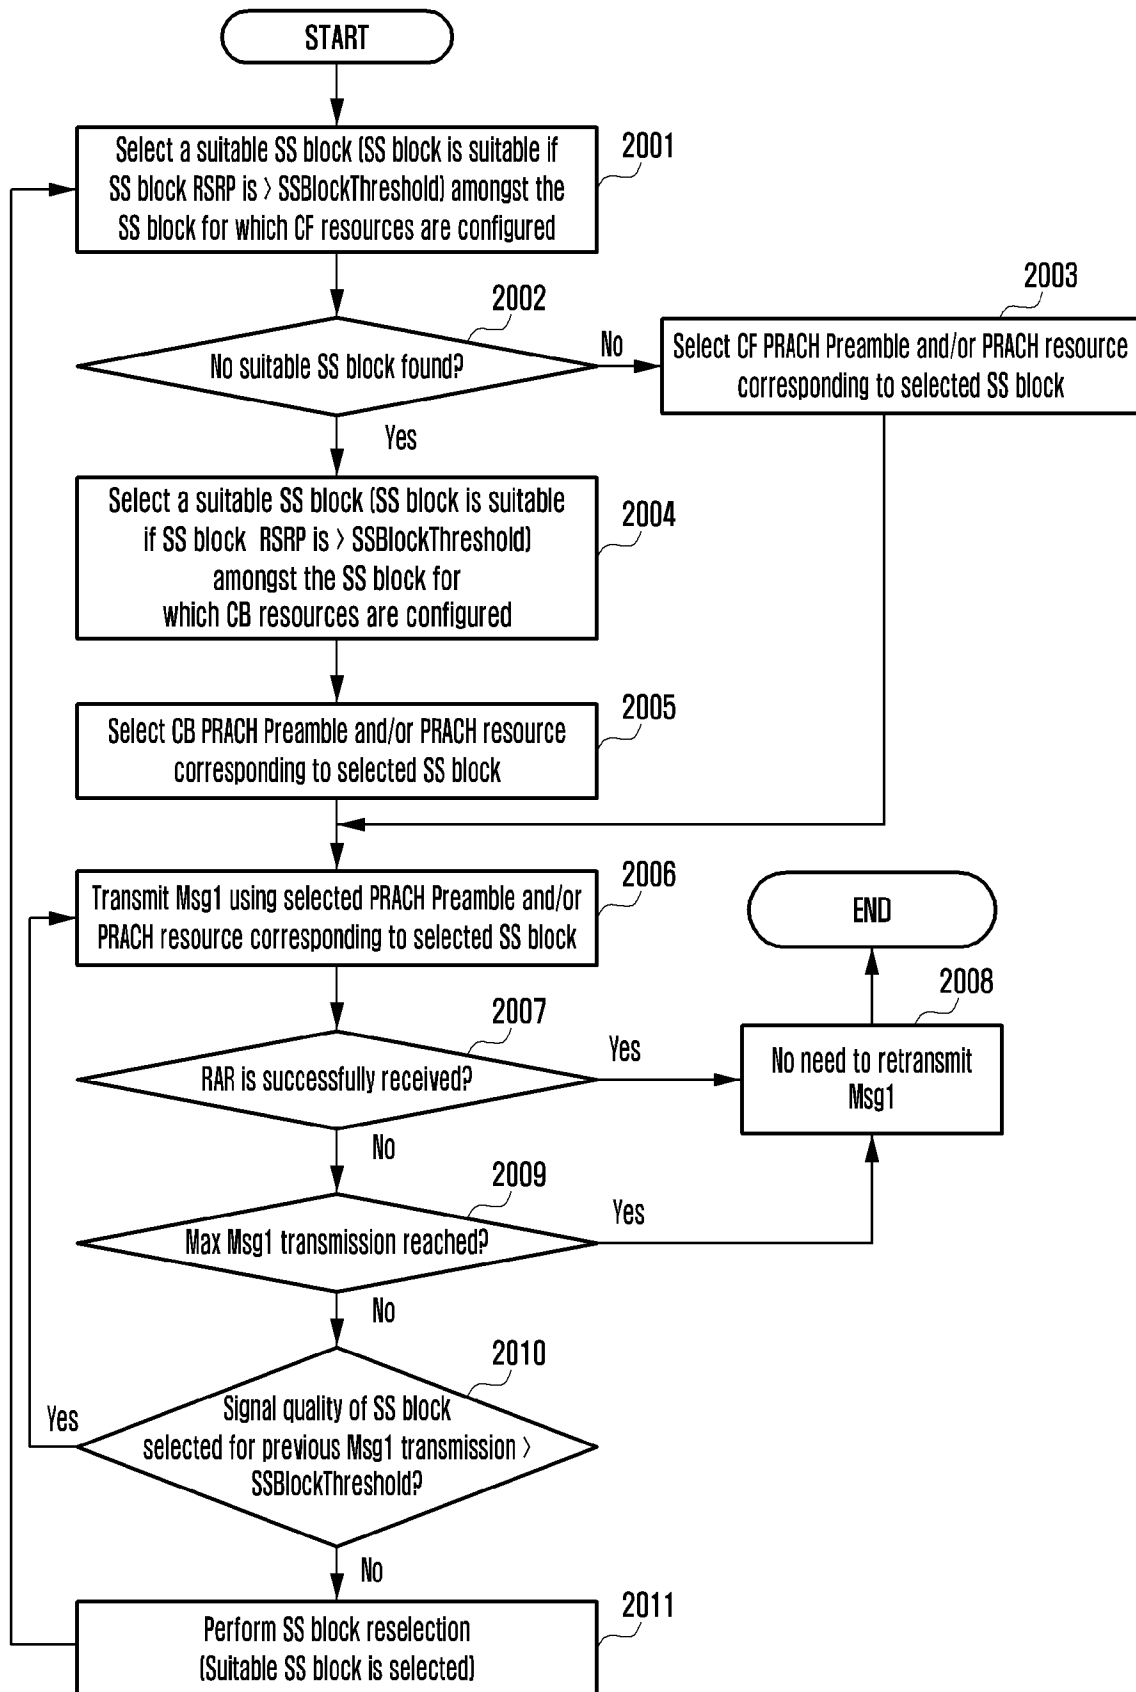 START
Select a suitable SS block (SS block is suitable if
SS block RSRP is > SSBlockThreshold) amongst the
SS block for which CF resources are configured
2001
2002
No suitable SS block found?
No
Yes
2003
Select CF PRACH Preamble and/or PRACH resource
corresponding to selected SS block
Select a suitable SS block (SS block is suitable
if SS block RSRP is > SSBlockThreshold)
amongst the SS block for
which CB resources are configured
2004
2005
Select CB PRACH Preamble and/or PRACH resource
corresponding to selected SS block
Transmit Msg1 using selected PRACH Preamble and/or
PRACH resource corresponding to selected SS block
2006
END
2007
RAR is successfully received?
Yes
No
2008
No need to retransmit
Msg1
2009
Max Msg1 transmission reached?
Yes
No
2010
Signal quality of SS block
selected for previous Msg1 transmission >
SSBlockThreshold?
Yes
No
2011
Perform SS block reselection
(Suitable SS block is selected)